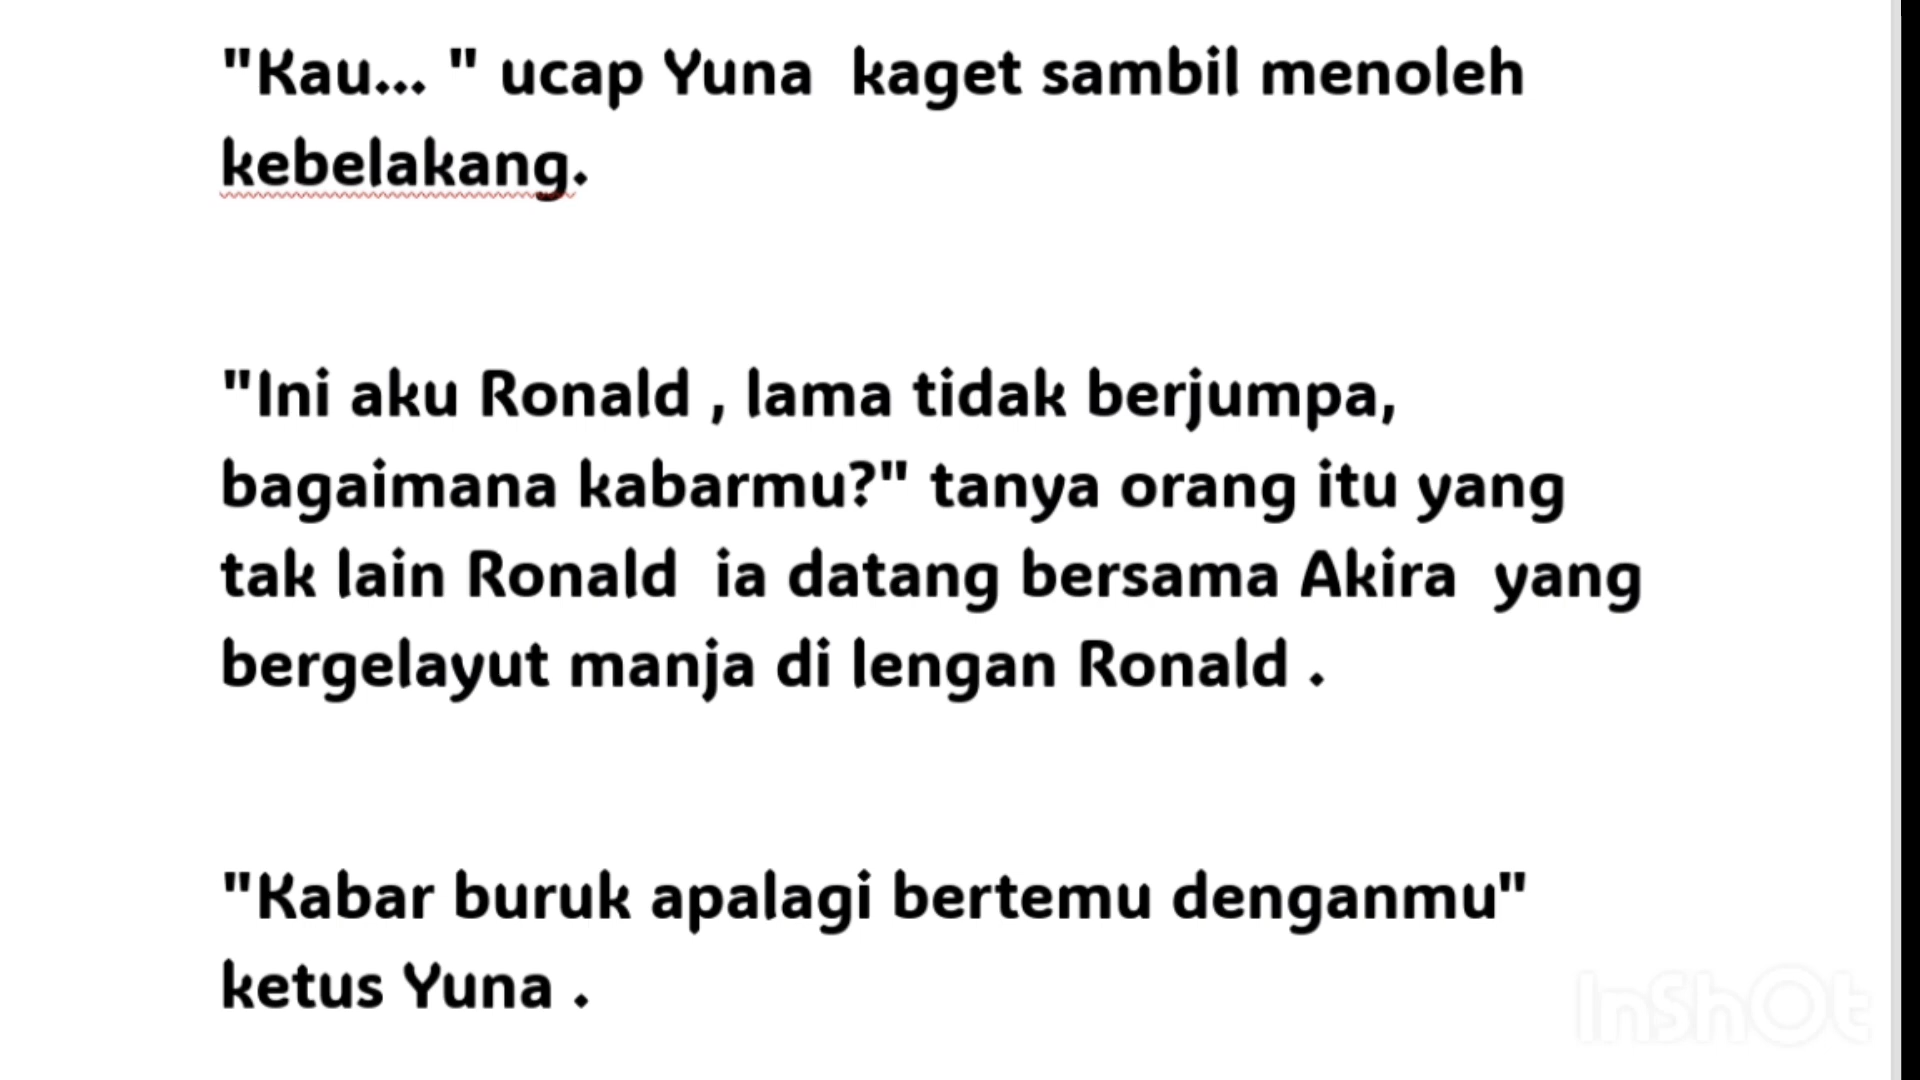 "Kau... " ucap Yuna  kaget sambil menoleh
kebelakang.
"Ini aku Ronald , lama tidak berjumpa,
bagaimana kabarmu?" tanya orang itu yang
tak lain Ronald  ia datang bersama Akira  yang
bergelayut manja di lengan Ronald .
"Kabar buruk apalagi bertemu denganmu"
ketus Yuna .
InShOt